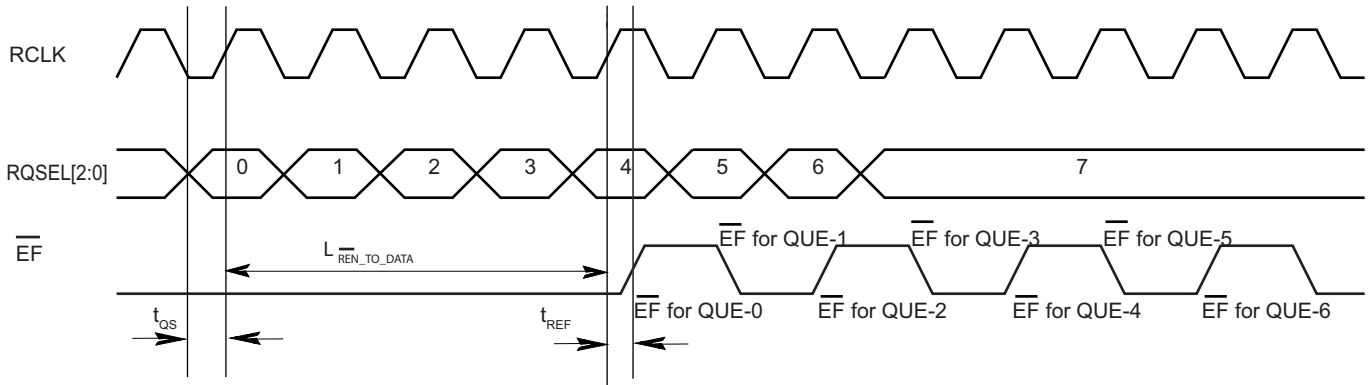 RCLK
RQSEL[2:0]
0 1 2 3 4 5 6 7
EF
EF for QUE-1 EF for QUE-3 EF for QUE-5
L REN_TO_DATA
EF for QUE-0 EF for QUE-2 EF for QUE-4 EF for QUE-6
tQS
tREF